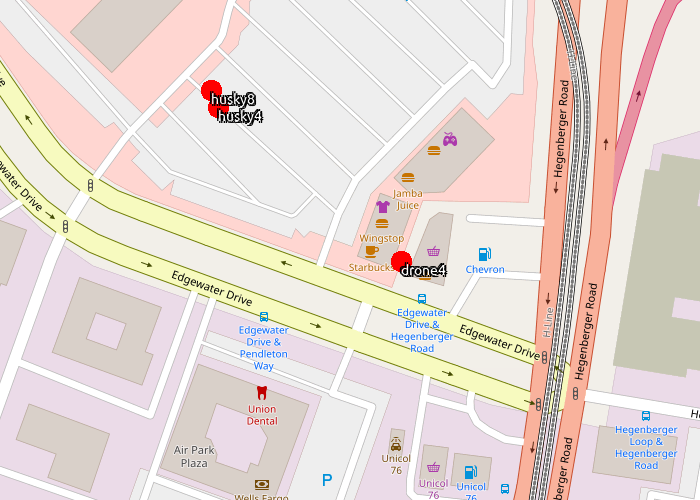 husky8
husky4
drone4
Jamba
Juice
Wingstop
Starbucks
Chevron
Edgewater
Drive &
Hegenberger
Road
Edgewater Drive
Edgewater Drive
Edgewater Drive
Edgewater
Drive &
Pendleton
Way
Union
Dental
Air Park
Plaza
Wells Fargo
P
Unicol
76
Unicol
76
Unicol
76
Hegenberger
Loop &
Hegenberger
Road
Hegenberger Road
Hegenberger Road
H-Line
H-Line